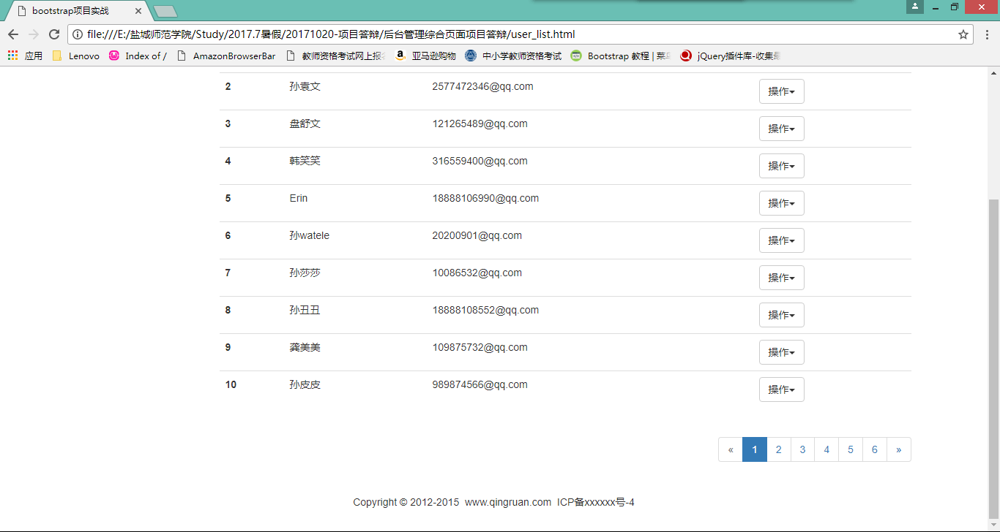 bootstrap项目实战
file:///E:/盐城师范学院/Study/2017.7暑假/20171020-项目答辩/后台管理综合页面项目答辩/user_list.html
应用 Lenovo Index of / AmazonBrowserBar 教师资格考试网上报 亚马逊购物 中小学教师资格考试 Bootstrap 教程 | 菜 jQuery插件库-收集
2 孙袁文 2577472346@qq.com 操作
3 盘舒文 121265489@qq.com 操作
4 韩笑笑 316559400@qq.com 操作
5 Erin 18888106990@qq.com 操作
6 孙watele 20200901@qq.com 操作
7 孙莎莎 10086532@qq.com 操作
8 孙丑丑 18888108552@qq.com 操作
9 龚美美 109875732@qq.com 操作
10 孙皮皮 989874566@qq.com 操作
« 1 2 3 4 5 6 »
Copyright © 2012-2015 www.qingruan.com ICP备xxxxxx号-4